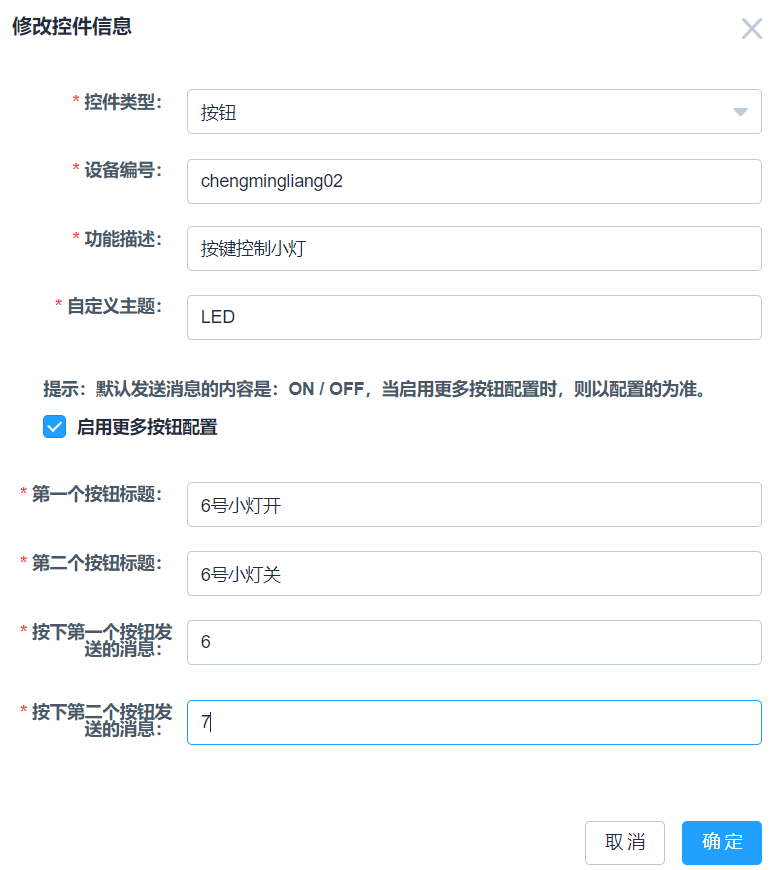 修改控件信息
* 控件类型： 按钮
* 设备编号： chengmingliang02
* 功能描述： 按键控制小灯
* 自定义主题： LED
提示：默认发送消息的内容是：ON / OFF，当启用更多按钮配置时，则以配置的为准。
启用更多按钮配置
* 第一个按钮标题： 6号小灯开
* 第二个按钮标题： 6号小灯关
* 按下第一个按钮发
送的消息： 6
* 按下第二个按钮发
送的消息： 7
取消 确定